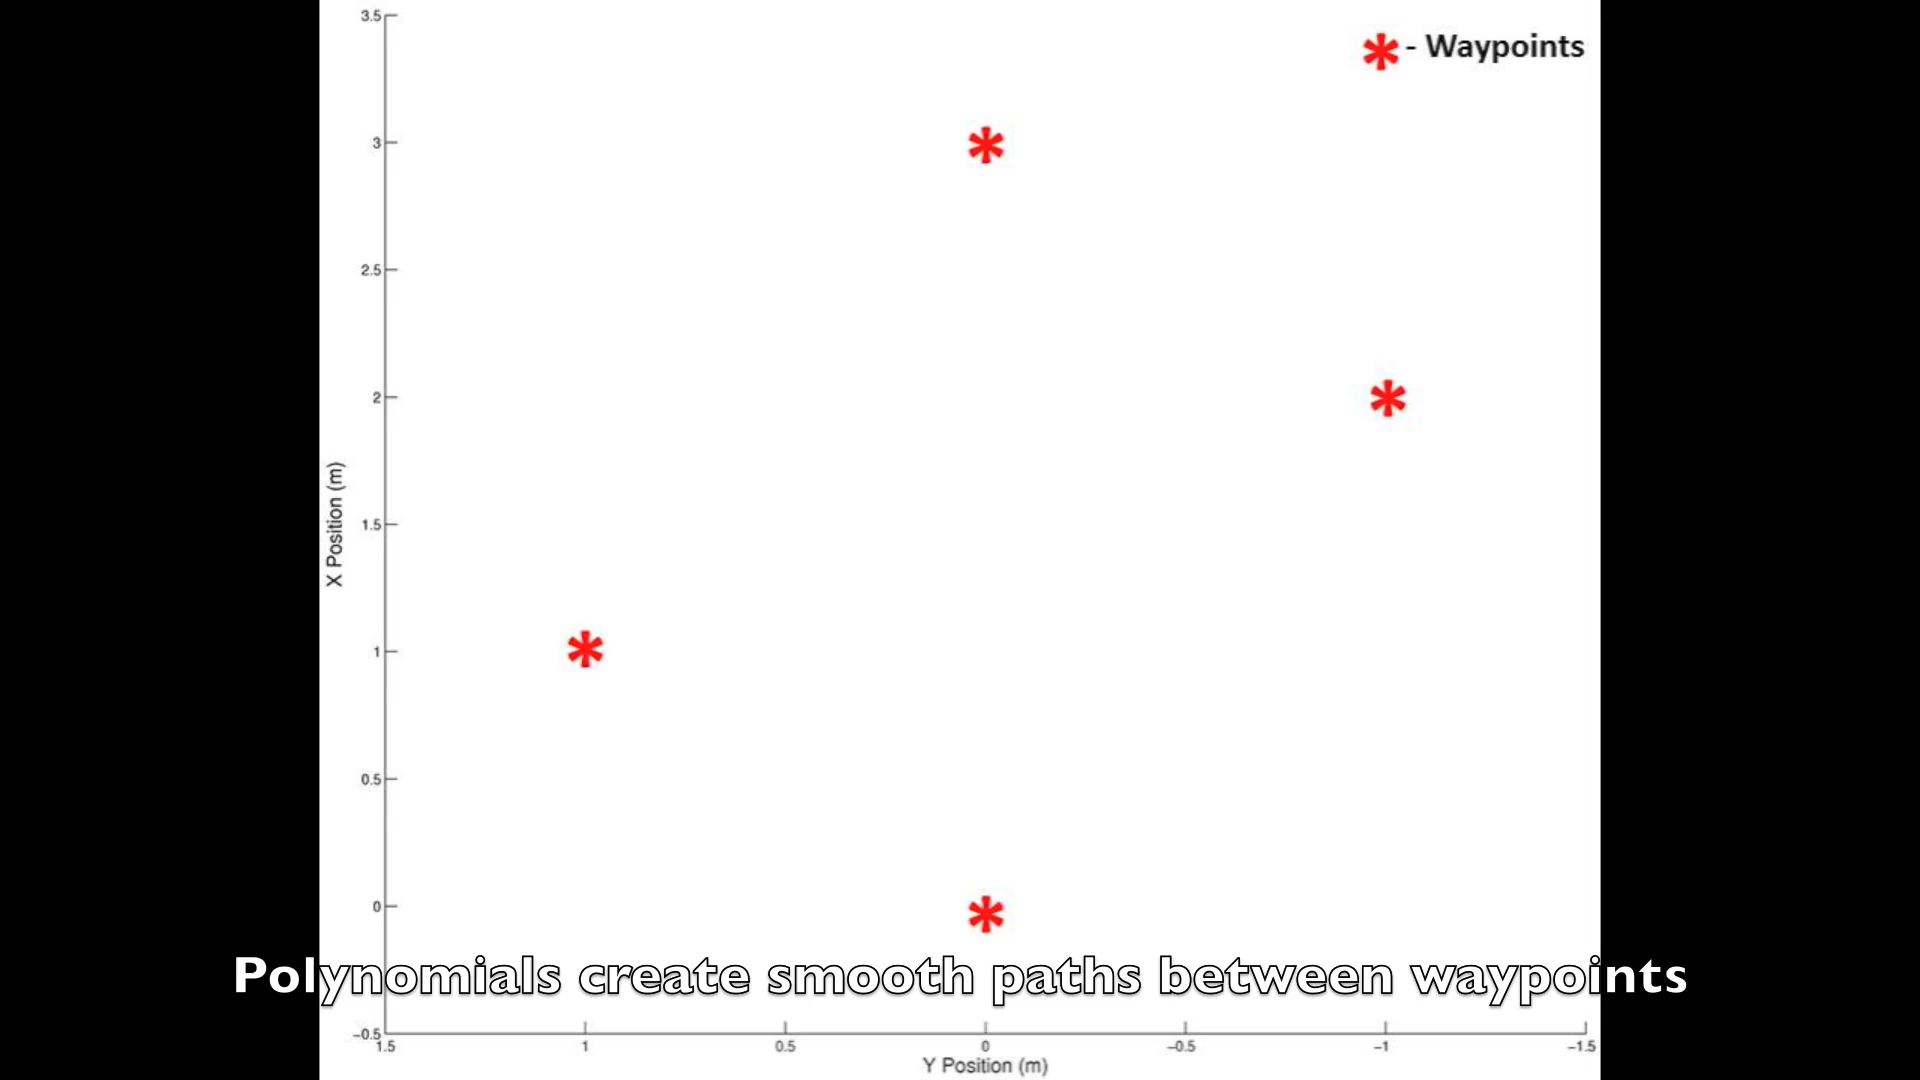 3.5
- Waypoints
3
2.5
2
X Position (m)
1.5
1
0.5
0
Polynomials create smooth paths between waypoints
−0.5
1.5 1 0.5 0 −0.5 −1 −1.5
Y Position (m)